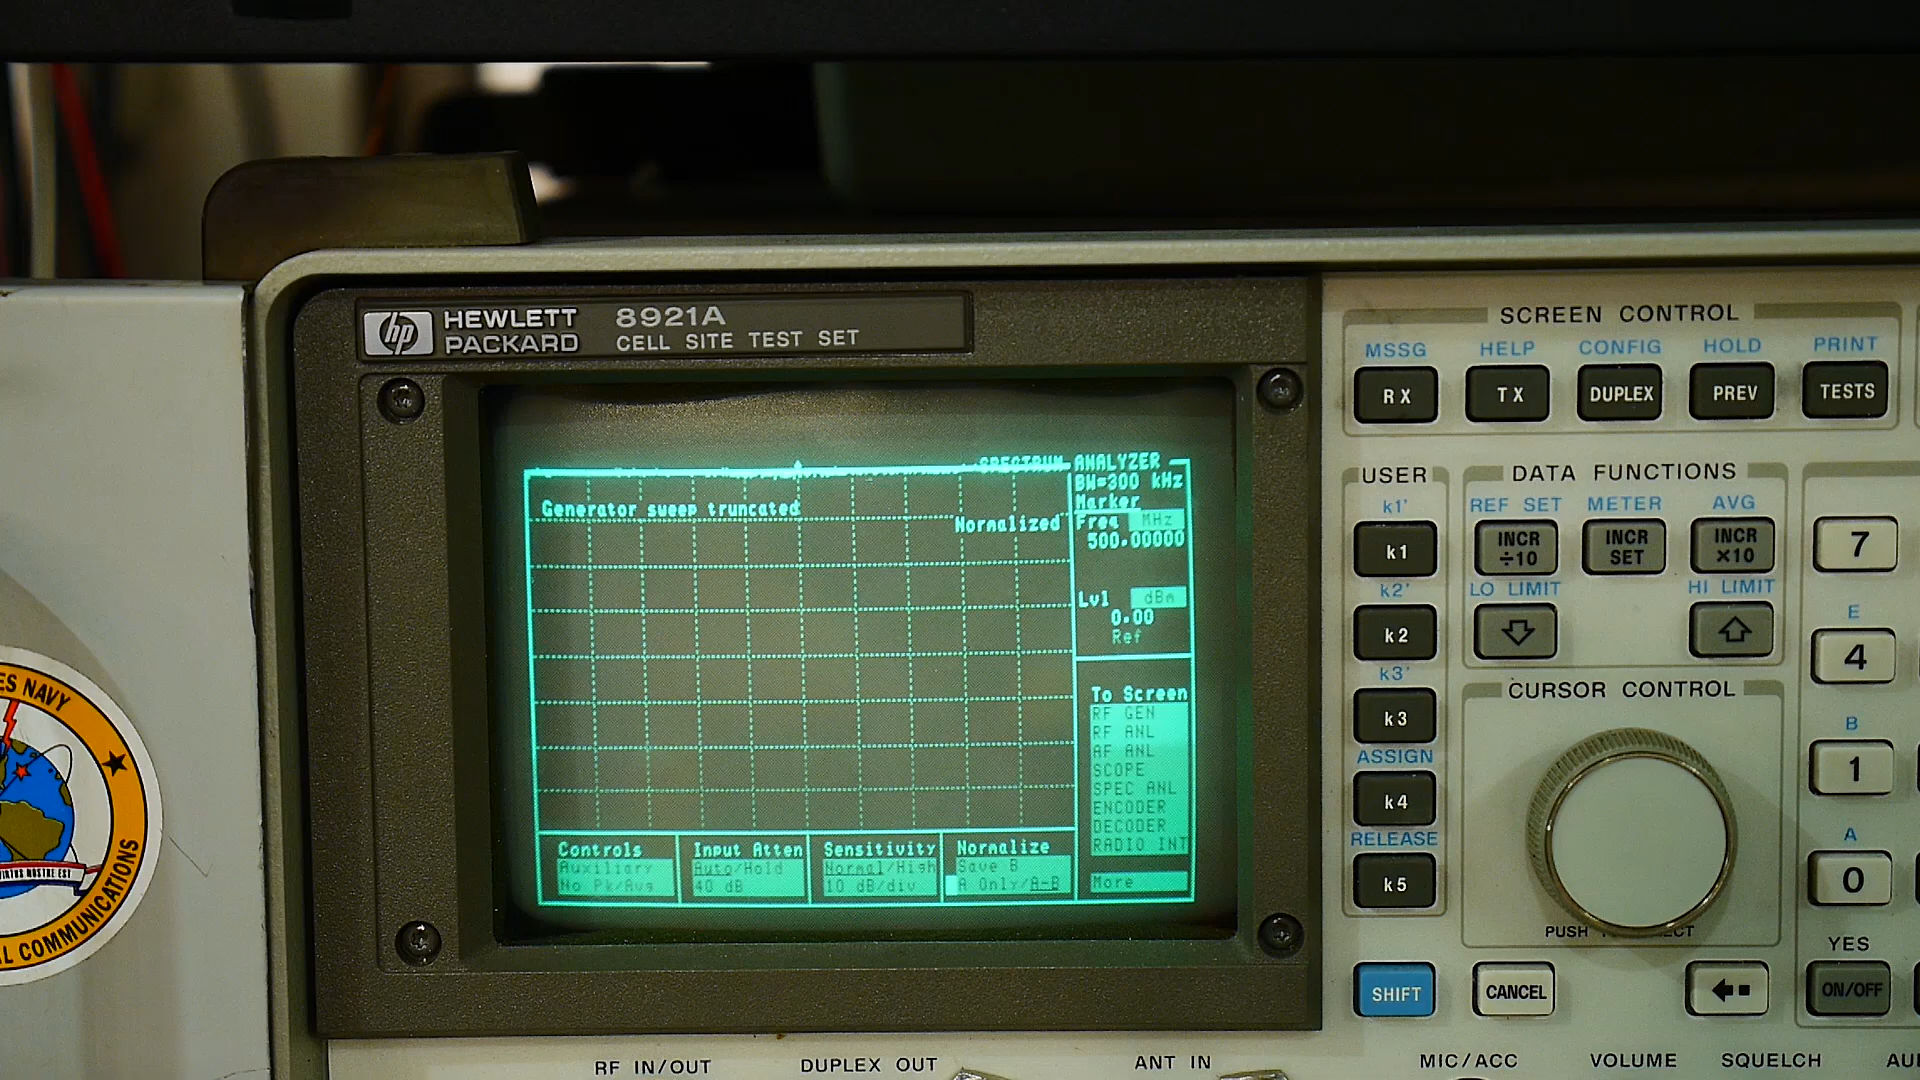 hp HEWLETT PACKARD
8921A
CELL SITE TEST SET
SPECTRUM ANALYZER
Generator sweep truncated
Normalized
BW=300 kHz
Marker
Freq MHz
500.00000
Lvl dBm
0.00
Ref
To Screen
RF GEN
RF ANL
AF ANL
SCOPE
SPEC ANL
ENCODER
DECODER
RADIO INT
More
Controls
Auxiliary
No Pk/Avg
Input Atten
Auto/Hold
40 dB
Sensitivity
Normal/High
10 dB/div
Normalize
Save B
A Only/A-B
SCREEN CONTROL
MSSG HELP CONFIG HOLD PRINT
RX TX DUPLEX PREV TESTS
USER
k1'
k1
k2'
k2
k3'
k3
ASSIGN
k4
RELEASE
k5
DATA FUNCTIONS
REF SET METER AVG
INCR ÷10
INCR SET
INCR ×10
LO LIMIT HI LIMIT
CURSOR CONTROL
PUSH
7
E
4
B
1
A
0
YES
ON/OFF
SHIFT
CANCEL
RF IN/OUT
DUPLEX OUT
ANT IN
MIC/ACC
VOLUME
SQUELCH
NAVY
COMMUNICATIONS
NOSTRE EST